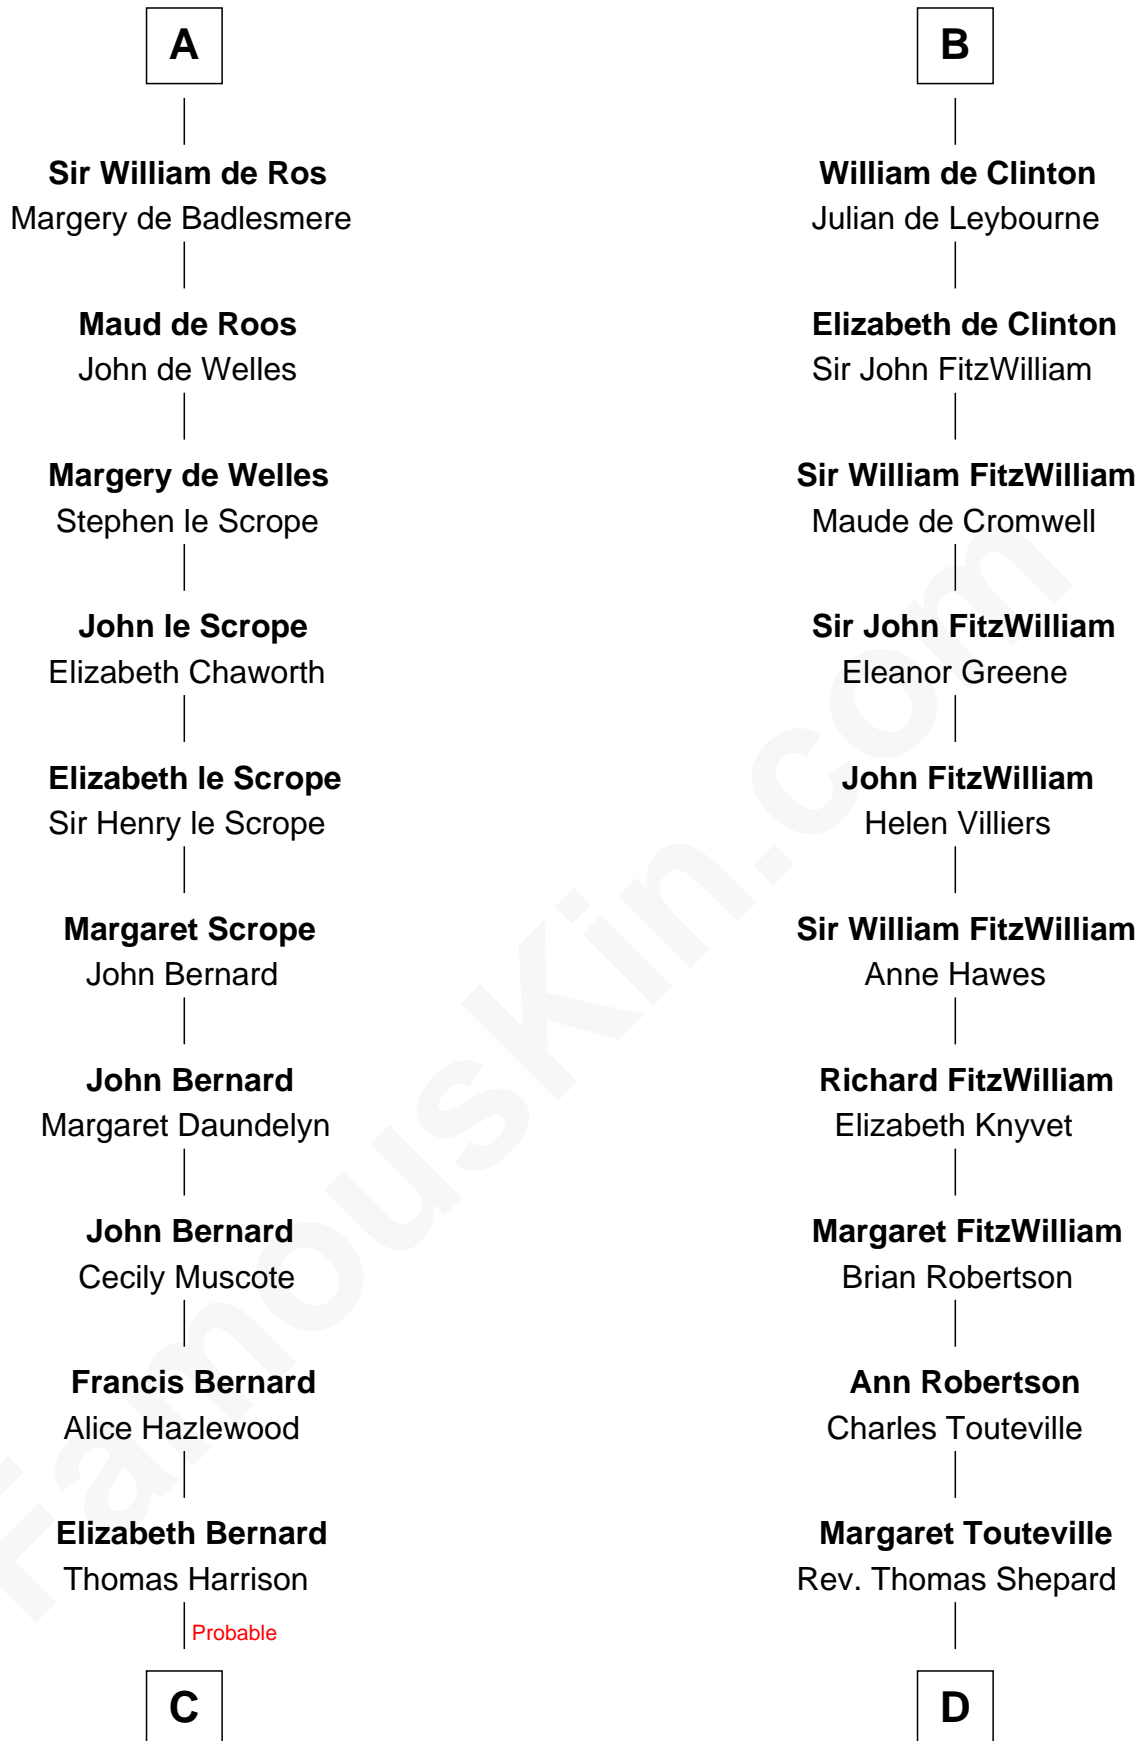 A
Sir William de Ros
Margery de Badlesmere
Maud de Roos
John de Welles
Margery de Welles
Stephen le Scrope
John le Scrope
Elizabeth Chaworth
Elizabeth le Scrope
Sir Henry le Scrope
Margaret Scrope
John Bernard
John Bernard
Margaret Daundelyn
John Bernard
Cecily Muscote
Francis Bernard
Alice Hazlewood
Elizabeth Bernard
Thomas Harrison
Probable
C
B
William de Clinton
Julian de Leybourne
Elizabeth de Clinton
Sir John FitzWilliam
Sir William FitzWilliam
Maude de Cromwell
Sir John FitzWilliam
Eleanor Greene
John FitzWilliam
Helen Villiers
Sir William FitzWilliam
Anne Hawes
Richard FitzWilliam
Elizabeth Knyvet
Margaret FitzWilliam
Brian Robertson
Ann Robertson
Charles Touteville
Margaret Touteville
Rev. Thomas Shepard
D
FamousKin.com